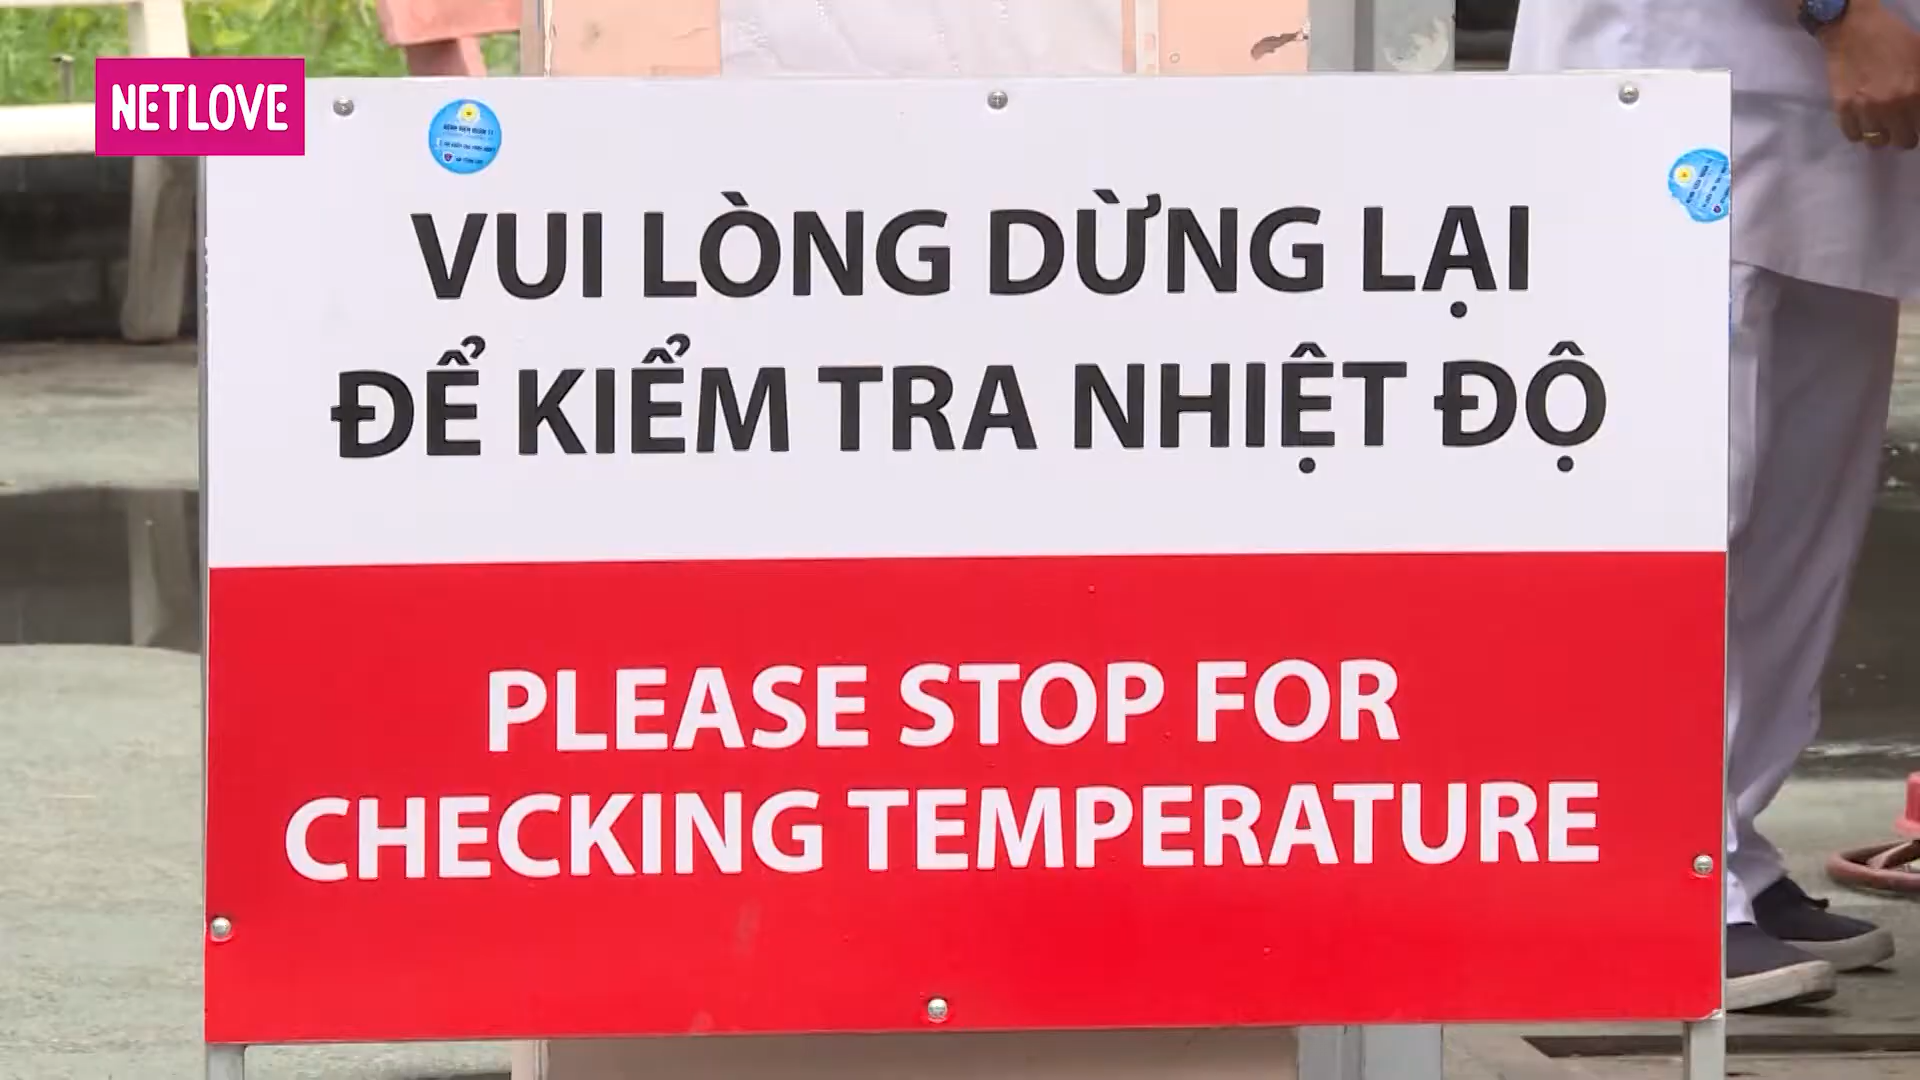 NETLOVE
VUI LÒNG DỪNG LẠI
ĐỂ KIỂM TRA NHIỆT ĐỘ
PLEASE STOP FOR
CHECKING TEMPERATURE